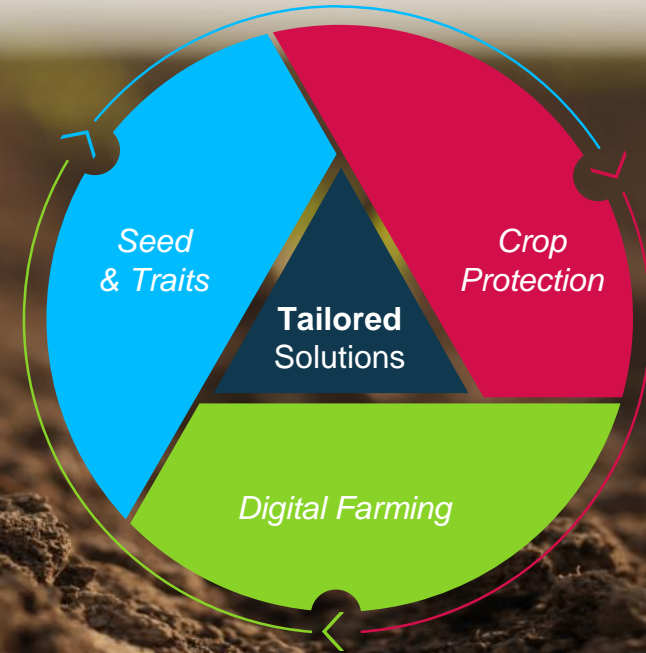 Seed
& Traits
Crop
Protection
Tailored
Solutions
Digital Farming